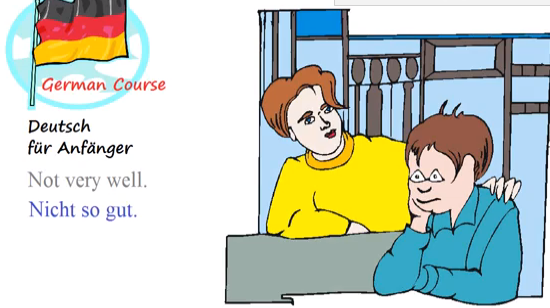 German Course
Deutsch
für Anfänger
Not very well.
Nicht so gut.